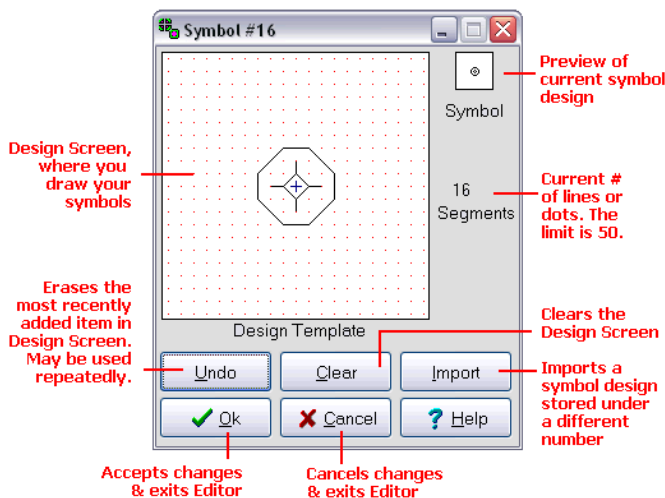 Symbol #16
Preview of
current symbol
design
Symbol
Design Screen,
where you
draw your
symbols
16
Segments
Current #
of lines or
dots. The
limit is 50.
Erases the
most recently
added item in
Design Screen.
May be used
repeatedly.
Design Template
Clears the
Design Screen
Undo
Clear
Import
Imports a
symbol design
stored under
a different
number
Ok
Cancel
? Help
Accepts changes
& exits Editor
Cancels changes
& exits Editor